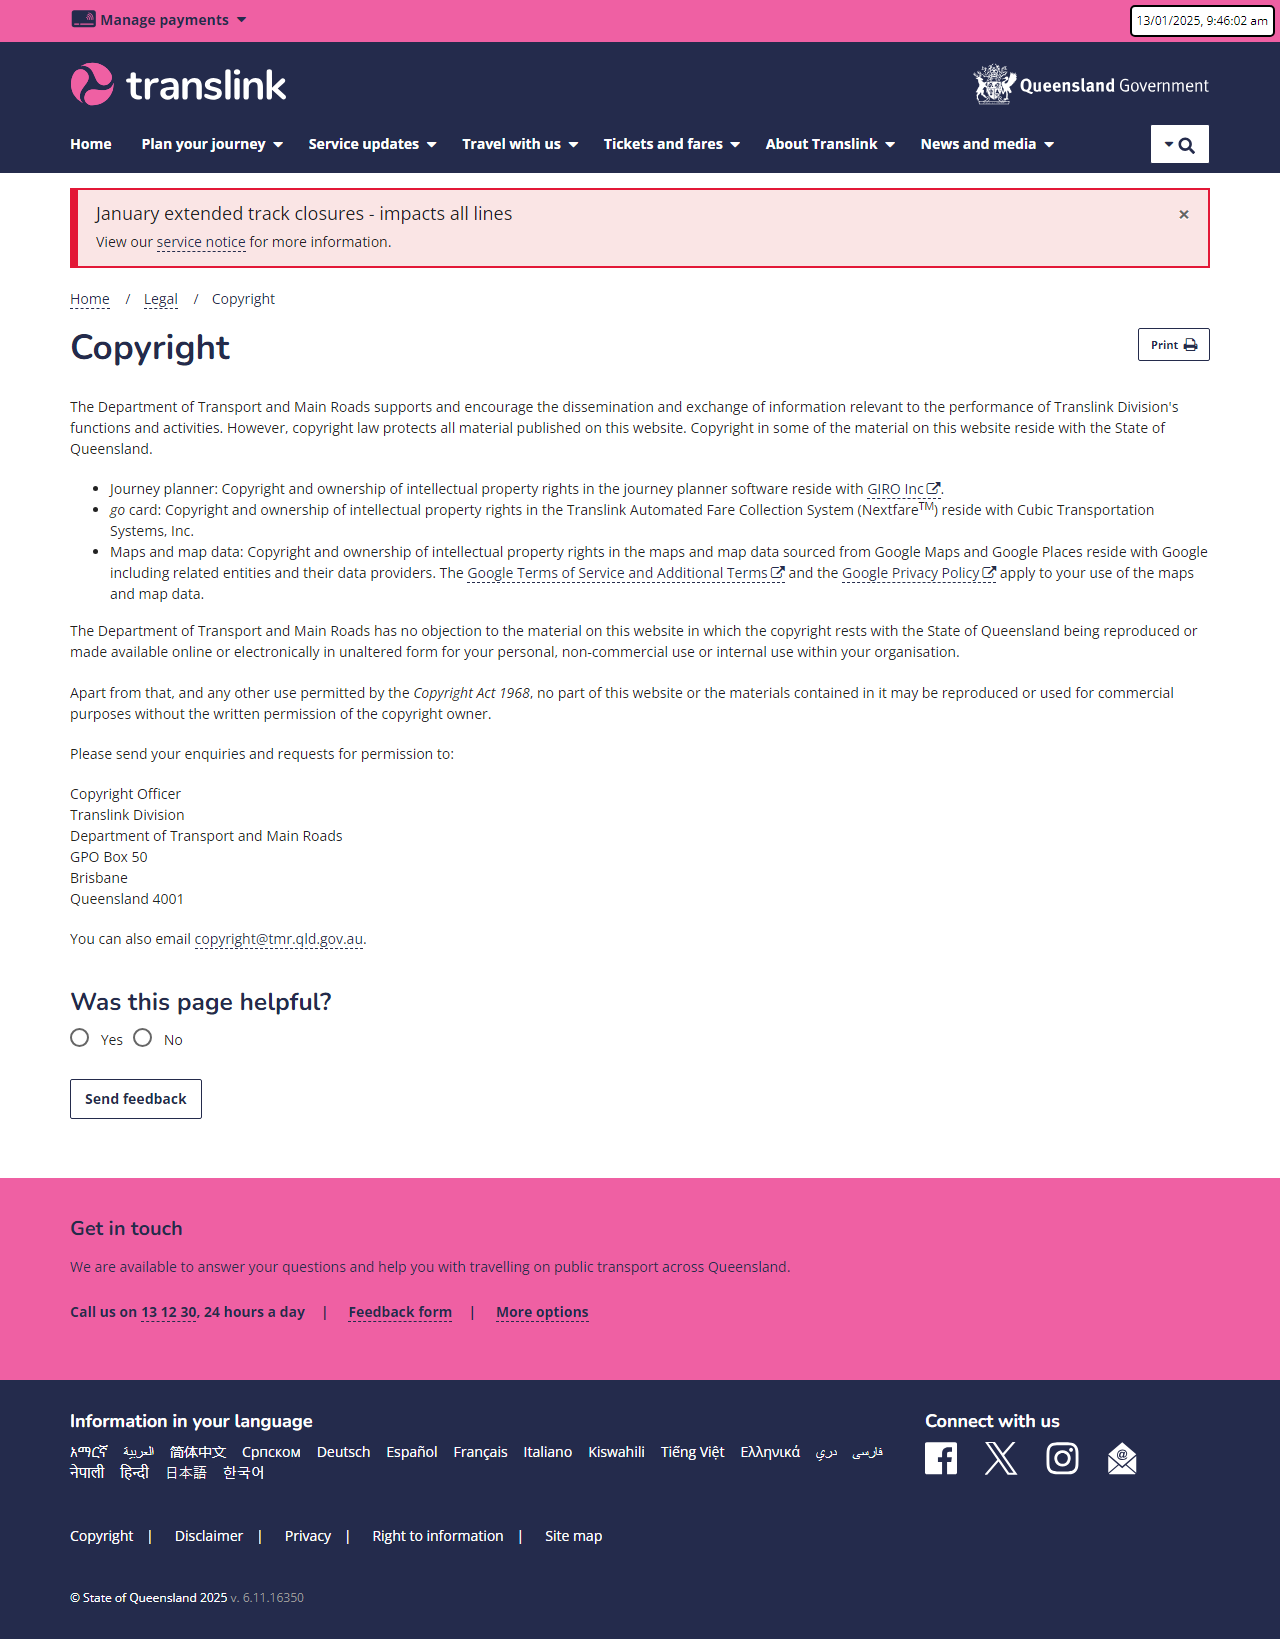 Manage payments
13/01/2025, 9:46:02 am
translink
Queensland Government
Home Plan your journey Service updates Travel with us Tickets and fares About Translink News and media
January extended track closures - impacts all lines
×
View our service notice for more information.
Home / Legal / Copyright
Copyright
Print
The Department of Transport and Main Roads supports and encourage the dissemination and exchange of information relevant to the performance of Translink Division's
functions and activities. However, copyright law protects all material published on this website. Copyright in some of the material on this website reside with the State of
Queensland.
• Journey planner: Copyright and ownership of intellectual property rights in the journey planner software reside with GIRO Inc.
• go card: Copyright and ownership of intellectual property rights in the Translink Automated Fare Collection System (NextfareTM) reside with Cubic Transportation
Systems, Inc.
• Maps and map data: Copyright and ownership of intellectual property rights in the maps and map data sourced from Google Maps and Google Places reside with Google
including related entities and their data providers. The Google Terms of Service and Additional Terms and the Google Privacy Policy apply to your use of the maps
and map data.
The Department of Transport and Main Roads has no objection to the material on this website in which the copyright rests with the State of Queensland being reproduced or
made available online or electronically in unaltered form for your personal, non-commercial use or internal use within your organisation.
Apart from that, and any other use permitted by the Copyright Act 1968, no part of this website or the materials contained in it may be reproduced or used for commercial
purposes without the written permission of the copyright owner.
Please send your enquiries and requests for permission to:
Copyright Officer
Translink Division
Department of Transport and Main Roads
GPO Box 50
Brisbane
Queensland 4001
You can also email copyright@tmr.qld.gov.au.
Was this page helpful?
Yes No
Send feedback
Get in touch
We are available to answer your questions and help you with travelling on public transport across Queensland.
Call us on 13 12 30, 24 hours a day | Feedback form | More options
Information in your language
አማርኛ العربية 简体中文 Српском Deutsch Español Français Italiano Kiswahili Tiếng Việt Ελληνικά دري فارسی
नेपाली हिन्दी 日本語 한국어
Connect with us
Copyright | Disclaimer | Privacy | Right to information | Site map
© State of Queensland 2025 v. 6.11.16350